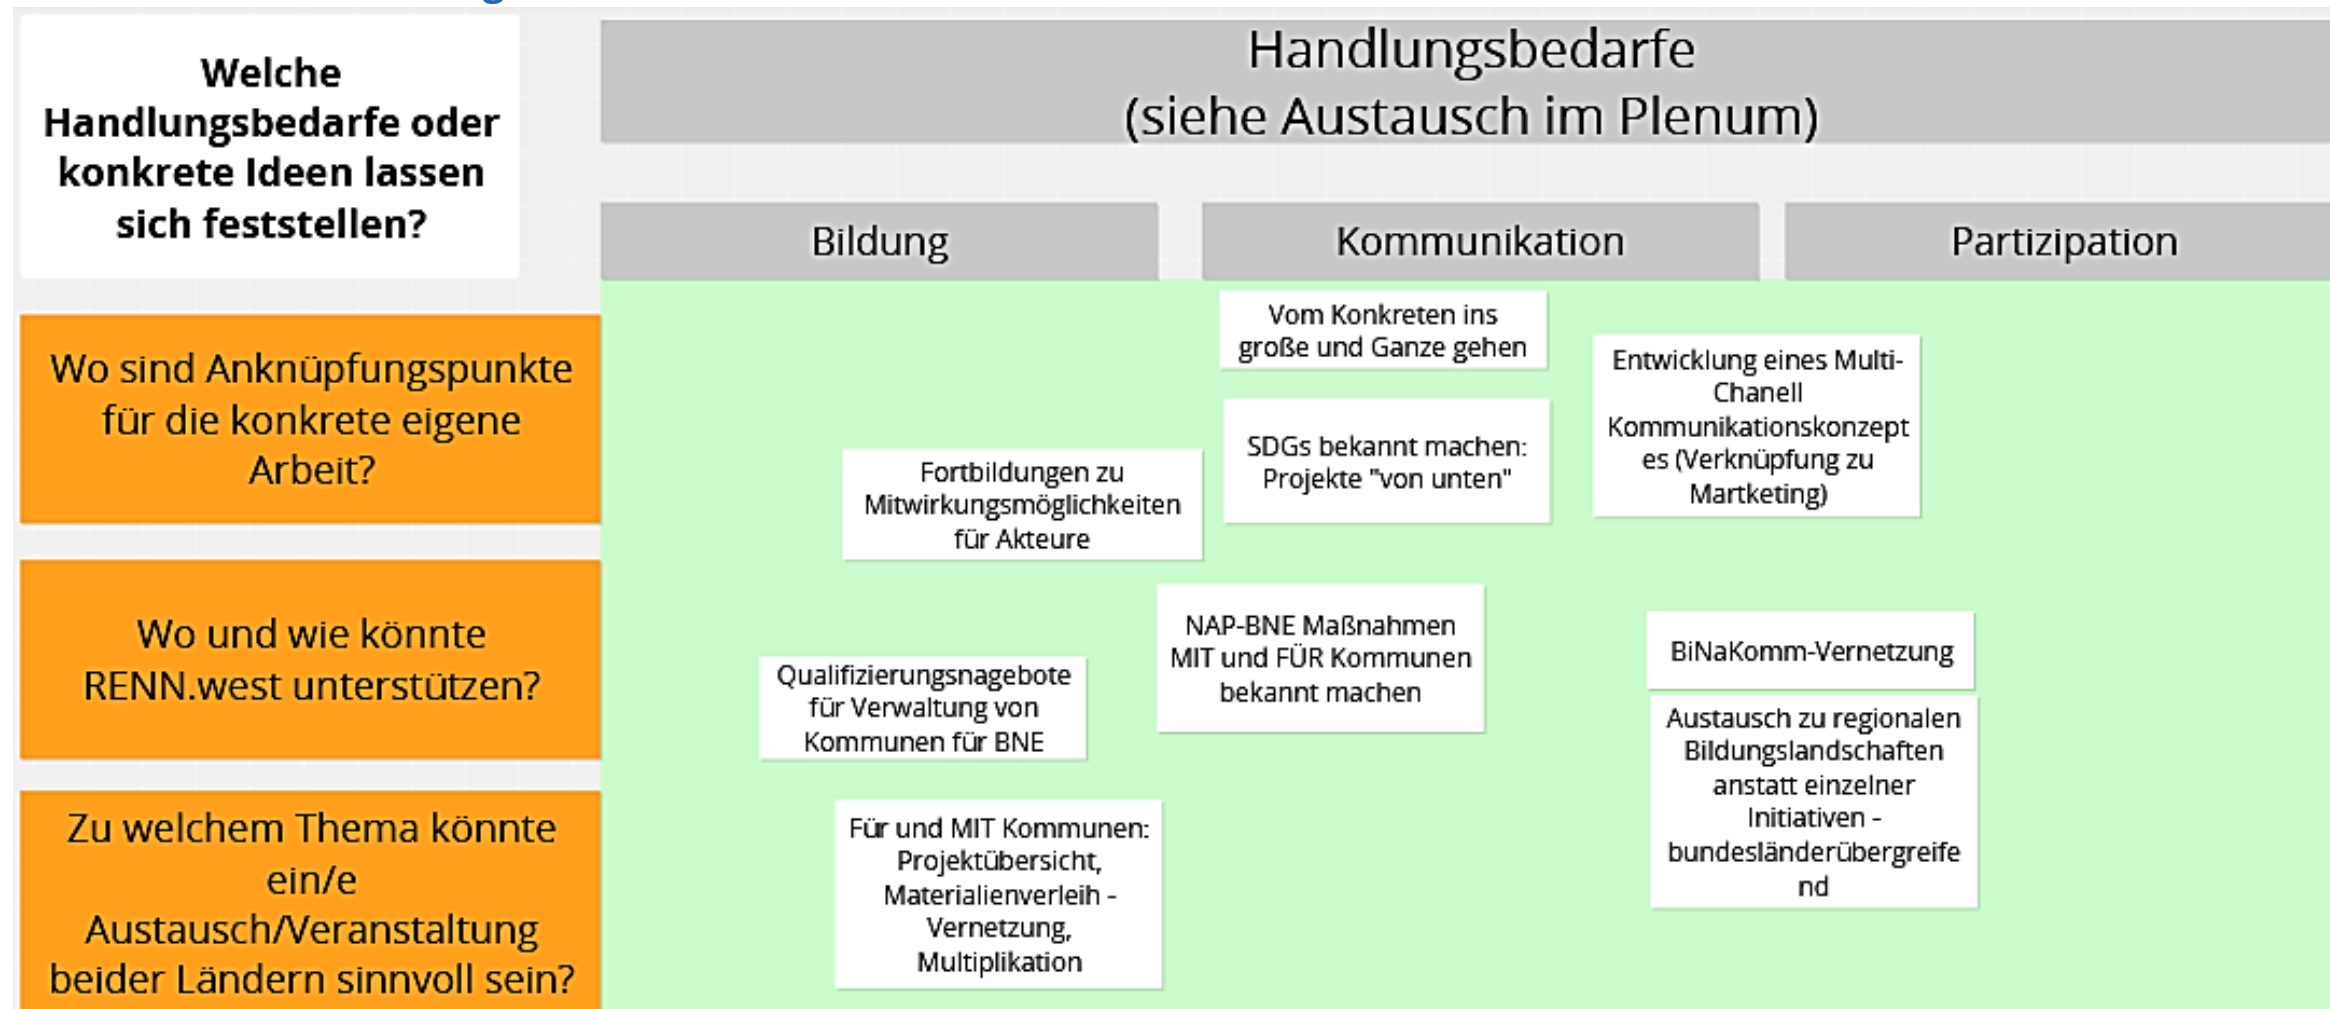 Welche
Handlungsbedarfe oder
konkrete Ideen lassen
sich feststellen?
Handlungsbedarfe
(siehe Austausch im Plenum)
Bildung
Kommunikation
Partizipation
Wo sind Anknüpfungspunkte
für die konkrete eigene
Arbeit?
Fortbildungen zu
Mitwirkungsmöglichkeiten
für Akteure
Vom Konkreten ins
große und Ganze gehen
SDGs bekannt machen:
Projekte "von unten"
Entwicklung eines Multi-
Chanell
Kommunikationskonzept
es (Verknüpfung zu
Martketing)
Wo und wie könnte
RENN.west unterstützen?
Qualifizierungsnagebote
für Verwaltung von
Kommunen für BNE
NAP-BNE Maßnahmen
MIT und FÜR Kommunen
bekannt machen
BiNaKomm-Vernetzung
Austausch zu regionalen
Bildungslandschaften
anstatt einzelner
Initiativen -
bundesländerübergreife
nd
Zu welchem Thema könnte
ein/e
Austausch/Veranstaltung
beider Ländern sinnvoll sein?
Für und MIT Kommunen:
Projektübersicht,
Materialienverleih -
Vernetzung,
Multiplikation